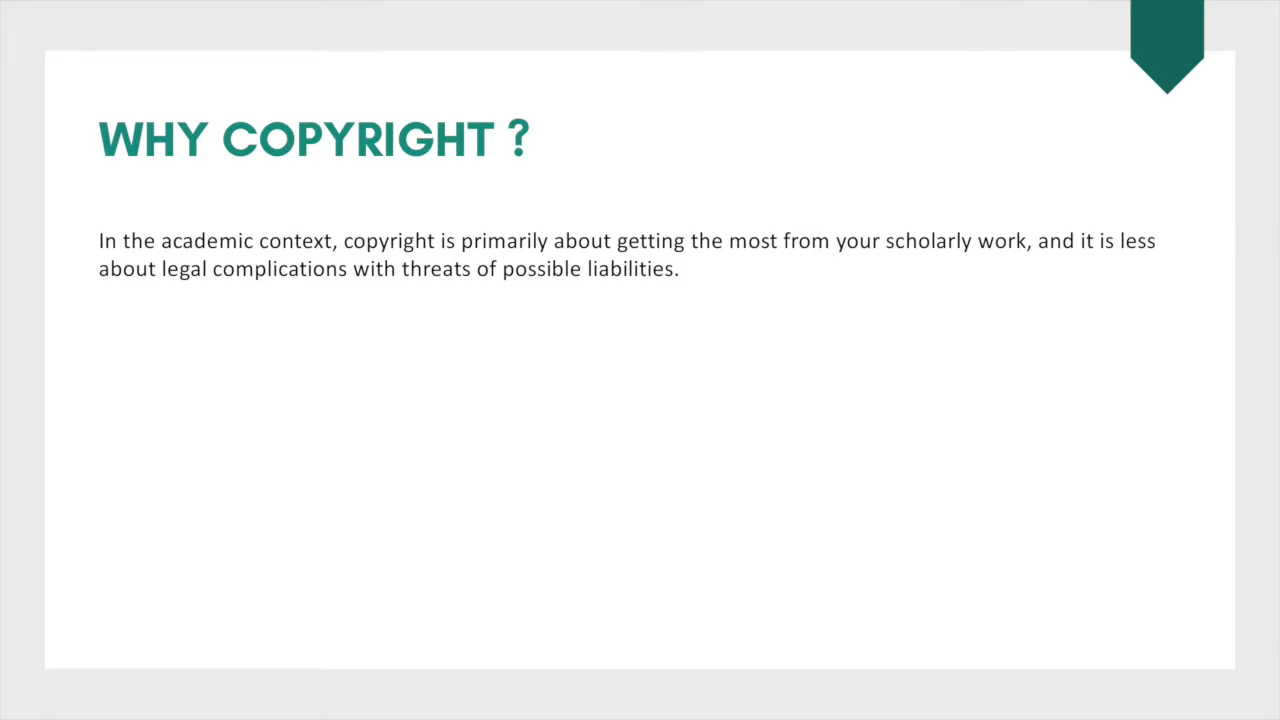 WHY COPYRIGHT ?
In the academic context, copyright is primarily about getting the most from your scholarly work, and it is less
about legal complications with threats of possible liabilities.